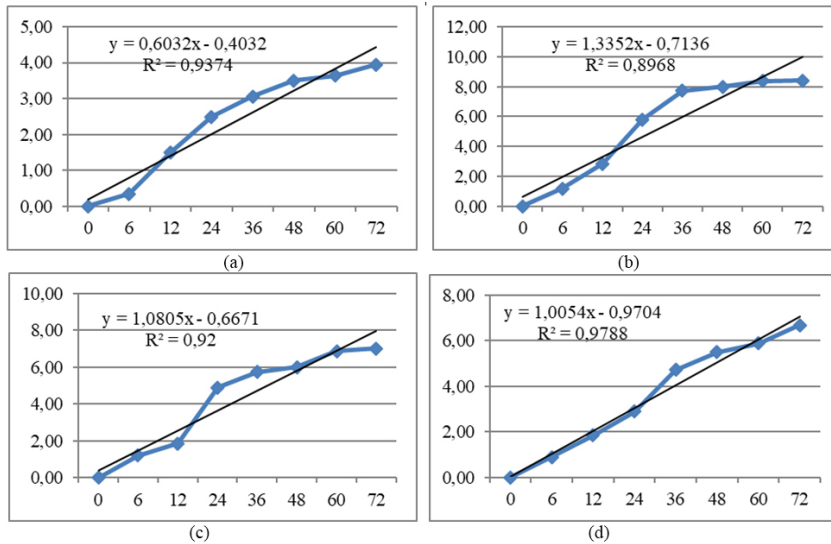 5,00
4,00
3,00
2,00
1,00
0,00
y = 0,6032x - 0,4032
R² = 0,9374
0 6 12 24 36 48 60 72
(a)
12,00
10,00
8,00
6,00
4,00
2,00
0,00
y = 1,3352x - 0,7136
R² = 0,8968
0 6 12 24 36 48 60 72
(b)
10,00
8,00
6,00
4,00
2,00
0,00
y = 1,0805x - 0,6671
R² = 0,92
0 6 12 24 36 48 60 72
(c)
8,00
6,00
4,00
2,00
0,00
y = 1,0054x - 0,9704
R² = 0,9788
0 6 12 24 36 48 60 72
(d)